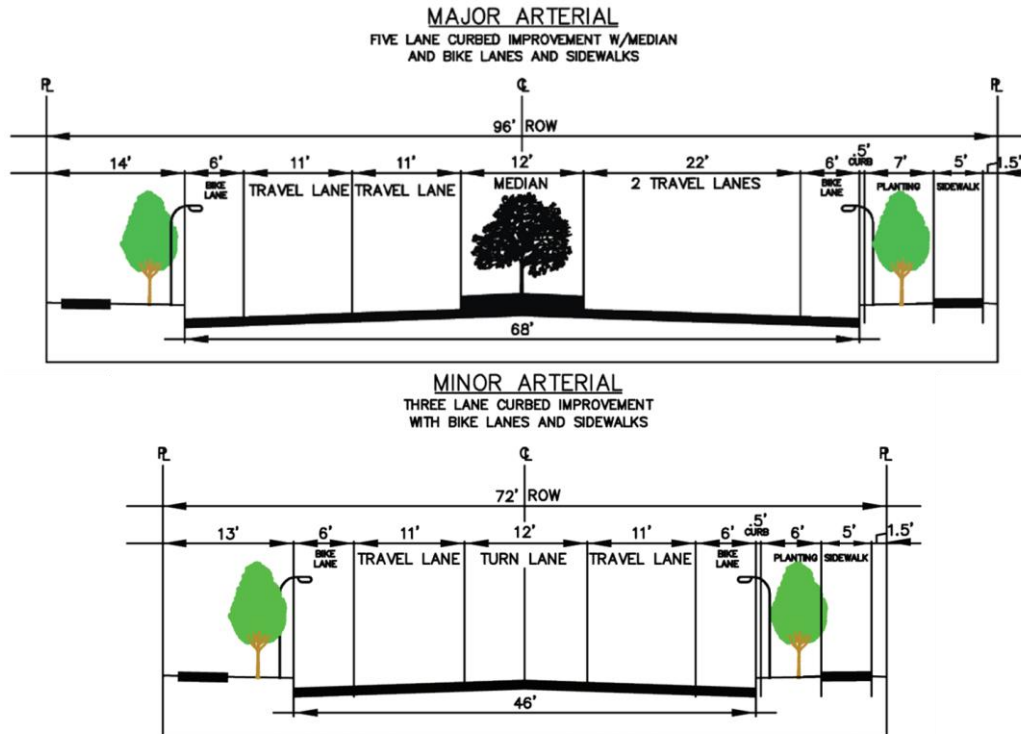 MAJOR ARTERIAL
FIVE LANE CURBED IMPROVEMENT W/MEDIAN
AND BIKE LANES AND SIDEWALKS
PL CL PL
96' ROW
14' 6' 11' 11' 12' 22' 6' .5' 7' 5' 1.5'
BIKE LANE TRAVEL LANE TRAVEL LANE MEDIAN 2 TRAVEL LANES BIKE LANE CURB PLANTING SIDEWALK
68'
MINOR ARTERIAL
THREE LANE CURBED IMPROVEMENT
WITH BIKE LANES AND SIDEWALKS
PL CL PL
72' ROW
13' 6' 11' 12' 11' 6' .5' 6' 5' 1.5'
BIKE LANE TRAVEL LANE TURN LANE TRAVEL LANE BIKE LANE CURB PLANTING SIDEWALK
46'